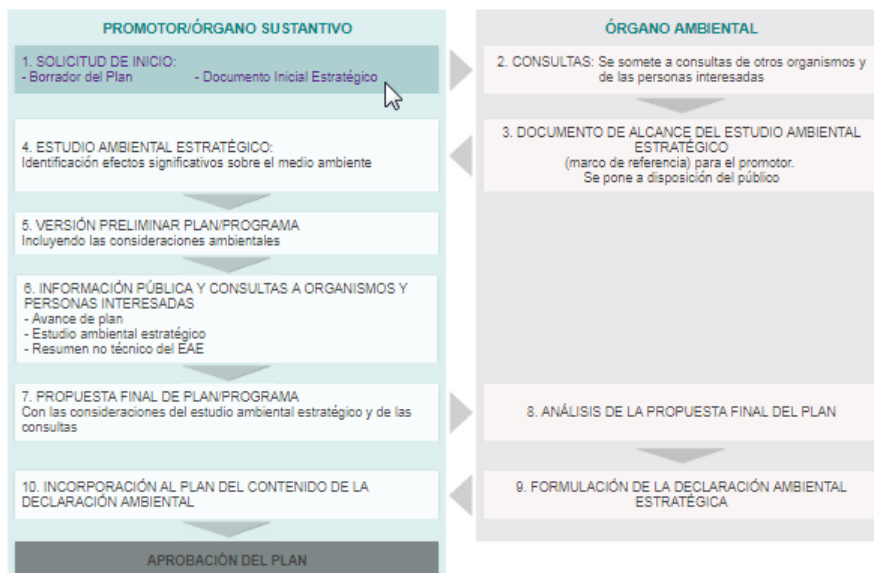 PROMOTOR/ÓRGANO SUSTANTIVO
ÓRGANO AMBIENTAL
1. SOLICITUD DE INICIO:
- Borrador del Plan - Documento Inicial Estratégico
2. CONSULTAS: Se somete a consultas de otros organismos y
de las personas interesadas
3. DOCUMENTO DE ALCANCE DEL ESTUDIO AMBIENTAL
ESTRATÉGICO
(marco de referencia) para el promotor.
Se pone a disposición del público
4. ESTUDIO AMBIENTAL ESTRATÉGICO:
Identificación efectos significativos sobre el medio ambiente
5. VERSIÓN PRELIMINAR PLAN/PROGRAMA
Incluyendo las consideraciones ambientales
6. INFORMACIÓN PÚBLICA Y CONSULTAS A ORGANISMOS Y
PERSONAS INTERESADAS
- Avance de plan
- Estudio ambiental estratégico
- Resumen no técnico del EAE
7. PROPUESTA FINAL DE PLAN/PROGRAMA
Con las consideraciones del estudio ambiental estratégico y de las
consultas
8. ANÁLISIS DE LA PROPUESTA FINAL DEL PLAN
9. FORMULACIÓN DE LA DECLARACIÓN AMBIENTAL
ESTRATÉGICA
10. INCORPORACIÓN AL PLAN DEL CONTENIDO DE LA
DECLARACIÓN AMBIENTAL
APROBACIÓN DEL PLAN